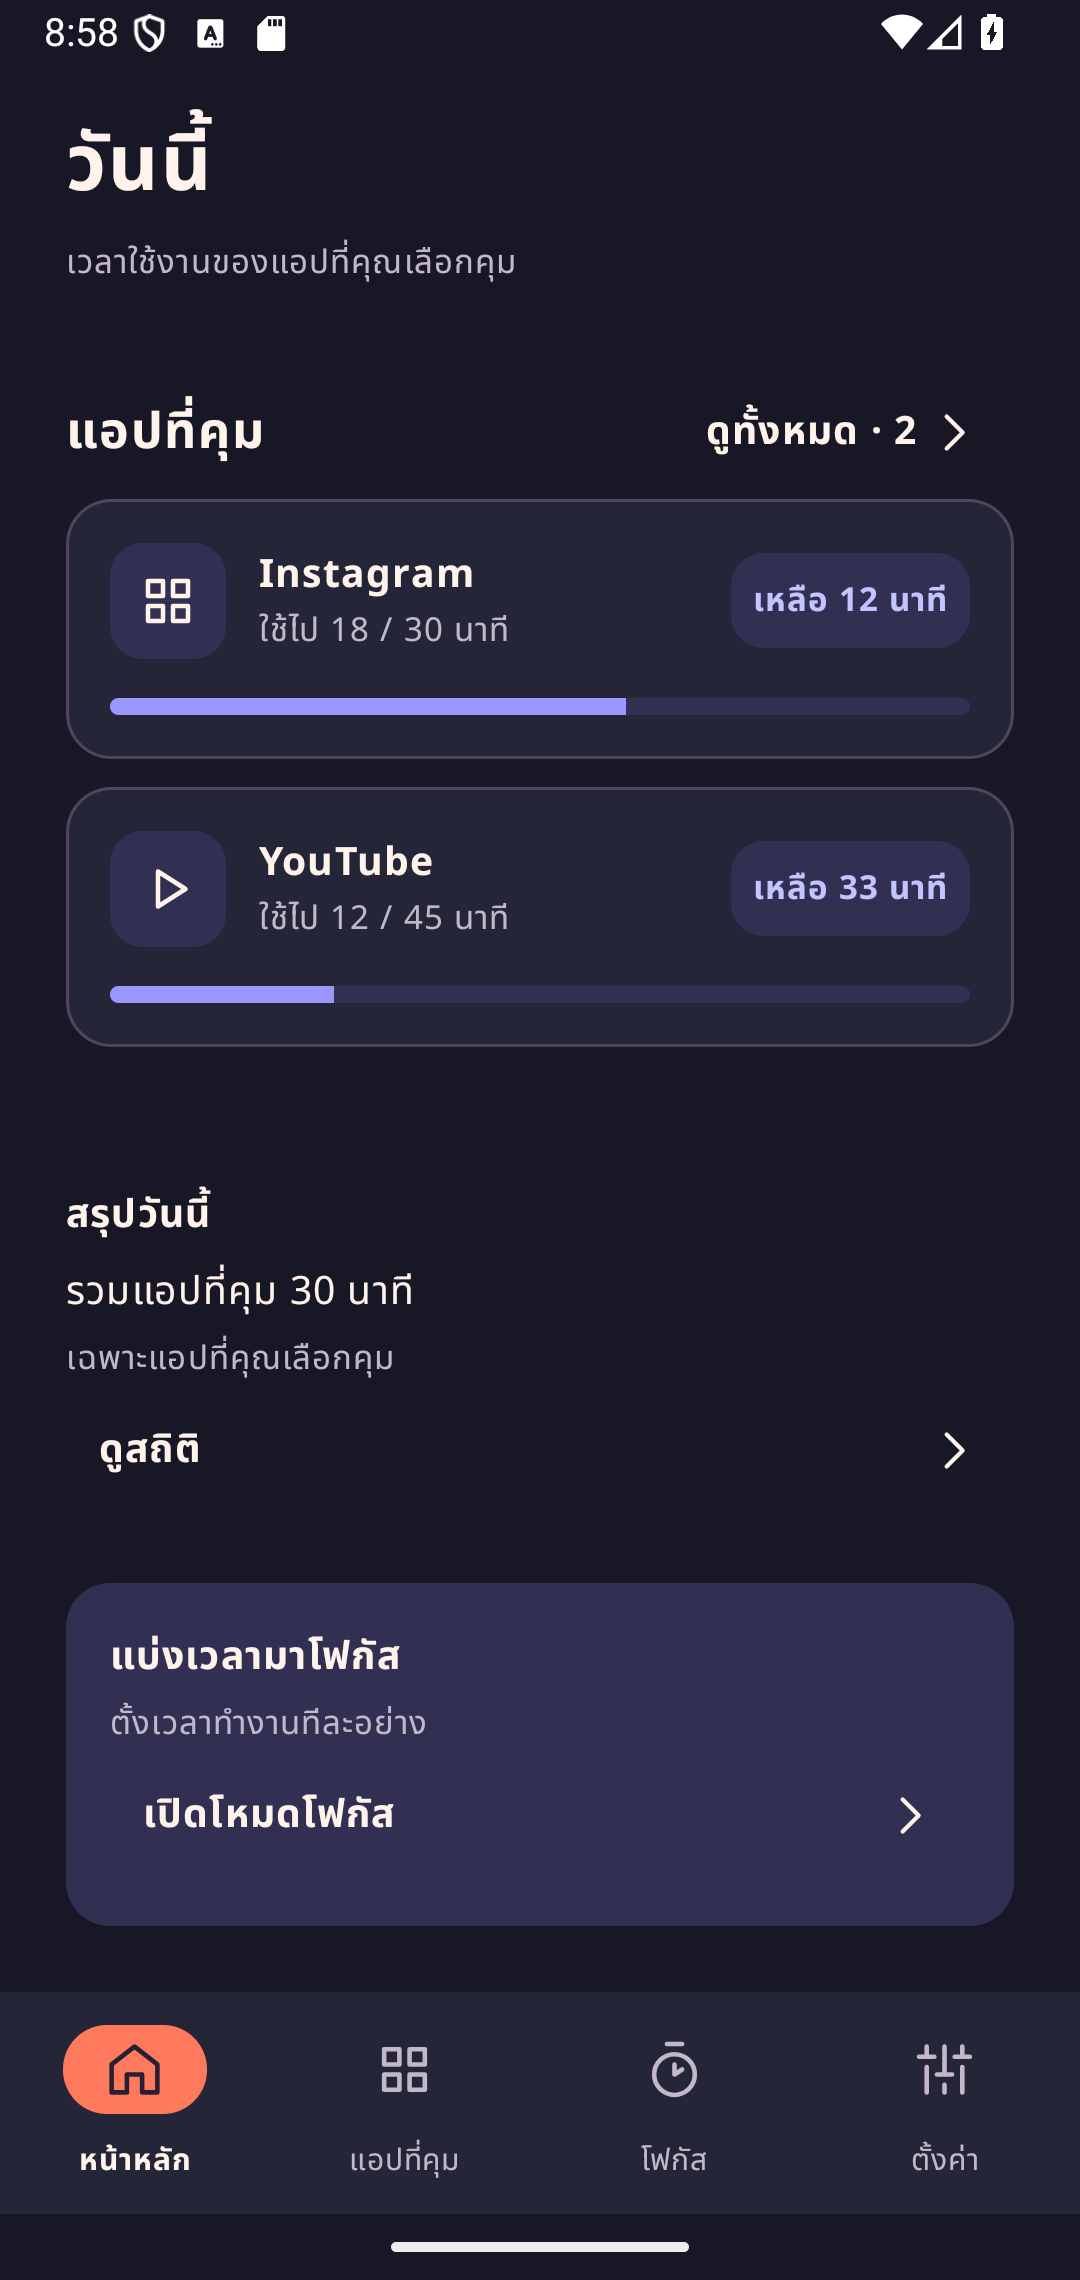 8:58
วันนี้
เวลาใช้งานของแอปที่คุณเลือกคุม
แอปที่คุม
ดูทั้งหมด · 2
Instagram
ใช้ไป 18 / 30 นาที
เหลือ 12 นาที
YouTube
ใช้ไป 12 / 45 นาที
เหลือ 33 นาที
สรุปวันนี้
รวมแอปที่คุม 30 นาที
เฉพาะแอปที่คุณเลือกคุม
ดูสถิติ
แบ่งเวลามาโฟกัส
ตั้งเวลาทำงานทีละอย่าง
เปิดโหมดโฟกัส
หน้าหลัก
แอปที่คุม
โฟกัส
ตั้งค่า